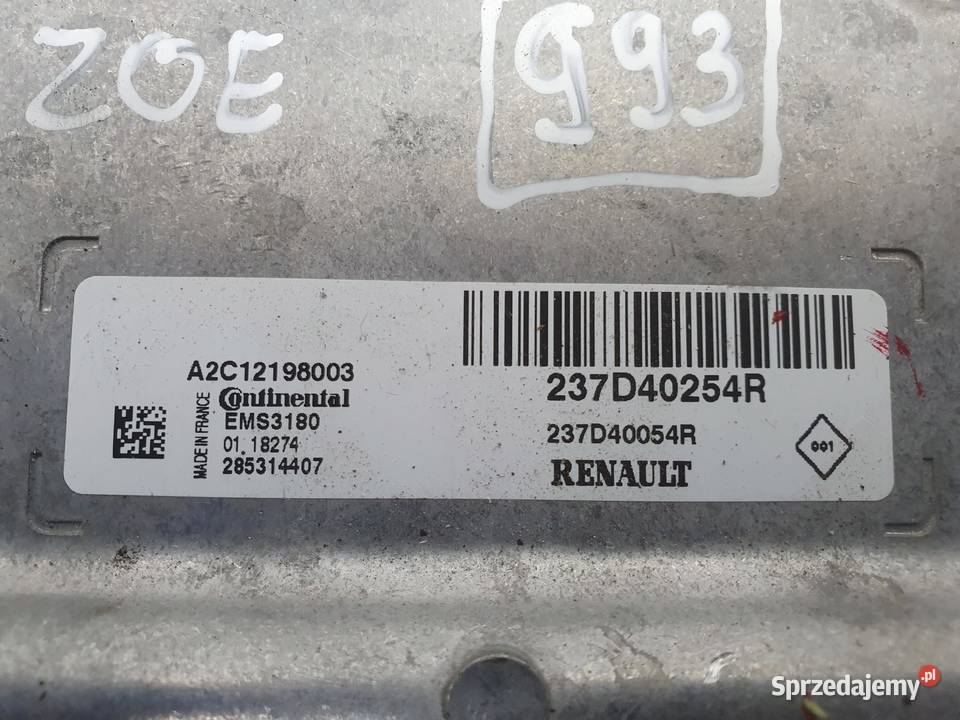 ZOE
993
A2C12198003
Continental
EMS3180
01.18274
285314407
MADE IN FRANCE
237D40254R
237D40054R
RENAULT
001
Sprzedajemy.pl